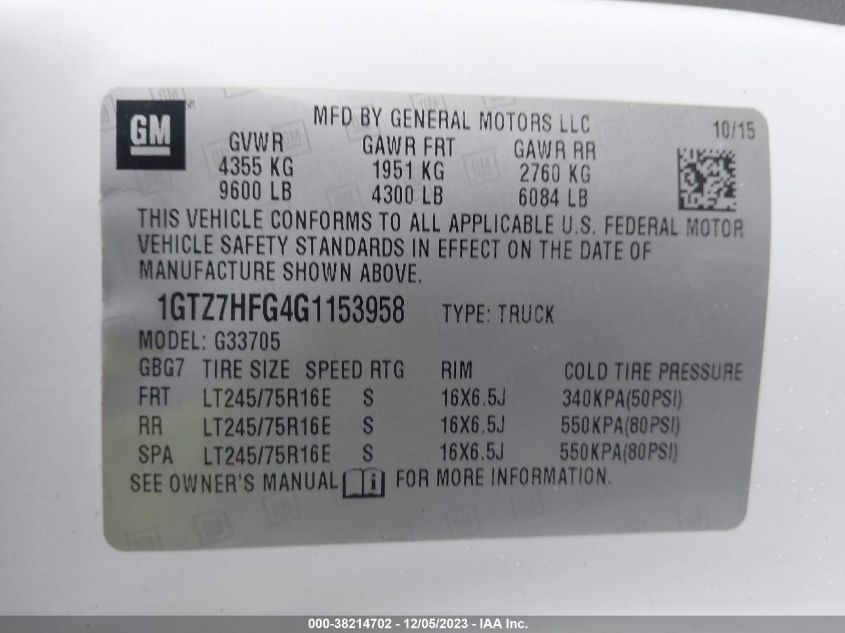 GM
MFD BY GENERAL MOTORS LLC 10/15
GVWR GAWR FRT GAWR RR
4355 KG 1951 KG 2760 KG
9600 LB 4300 LB 6084 LB
THIS VEHICLE CONFORMS TO ALL APPLICABLE U.S. FEDERAL MOTOR
VEHICLE SAFETY STANDARDS IN EFFECT ON THE DATE OF
MANUFACTURE SHOWN ABOVE.
1GTZ7HFG4G1153958 TYPE: TRUCK
MODEL: G33705
GBG7 TIRE SIZE SPEED RTG RIM COLD TIRE PRESSURE
FRT LT245/75R16E S 16X6.5J 340KPA(50PSI)
RR LT245/75R16E S 16X6.5J 550KPA(80PSI)
SPA LT245/75R16E S 16X6.5J 550KPA(80PSI)
SEE OWNER'S MANUAL i FOR MORE INFORMATION.
000-38214702 - 12/05/2023 - IAA Inc.